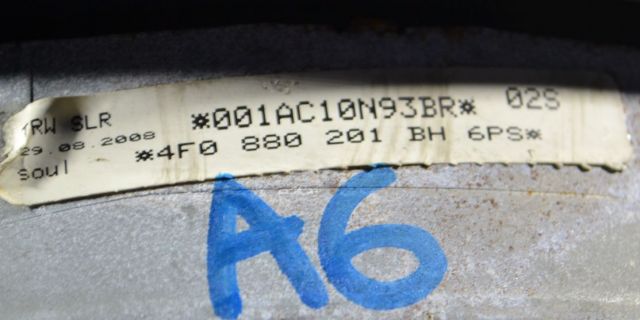 TRW SLR *001AC10N93BR* 02S
29.08.2008 *4F0 880 201 BH 6PS*
soul
A6